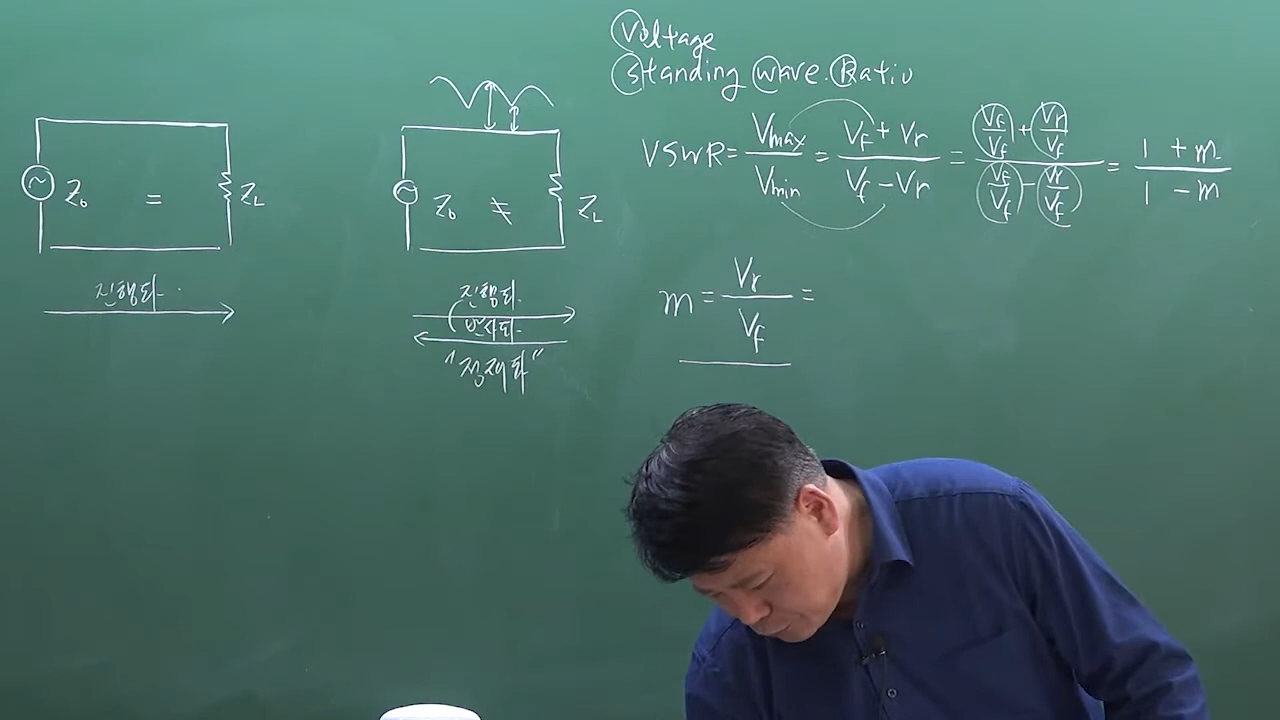 Voltage
Standing Wave. Ratio
VSWR = Vmax/Vmin = (Vf + Vr)/(Vf - Vr) = (Vf/Vf + Vr/Vf)/(Vf/Vf - Vr/Vf) = (1 + m)/(1 - m)
Z₀ = Z_L
진행파
Z₀ ≠ Z_L
진행파
반사파
"정재파"
m = Vr/Vf =